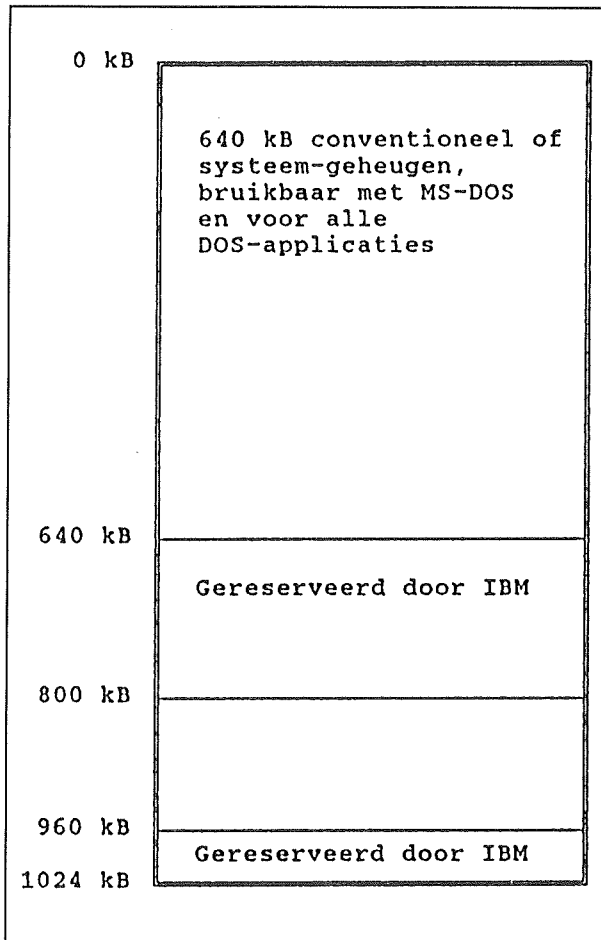 0 kB
640 kB conventioneel of
systeem-geheugen,
bruikbaar met MS-DOS
en voor alle
DOS-applicaties
640 kB
Gereserveerd door IBM
800 kB
960 kB
Gereserveerd door IBM
1024 kB